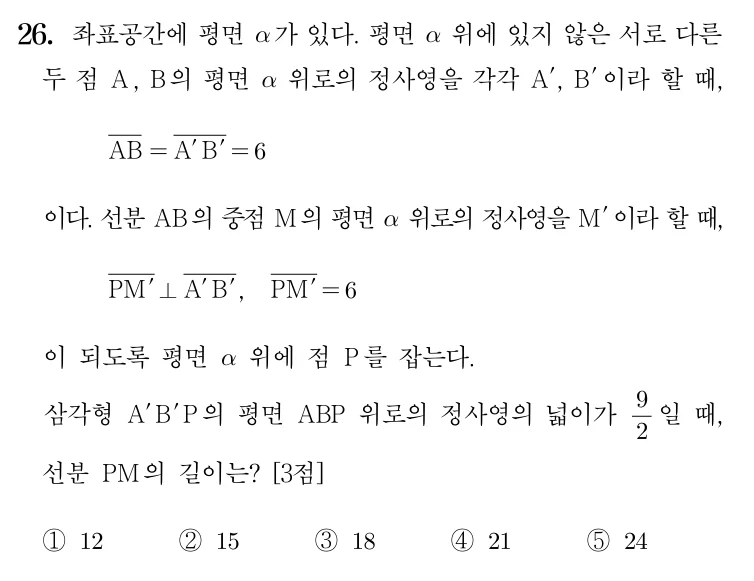 26. 좌표공간에 평면 α가 있다. 평면 α 위에 있지 않은 서로 다른
두 점 A, B의 평면 α 위로의 정사영을 각각 A′, B′이라 할 때,
\overline{AB} = \overline{A′B′} = 6
이다. 선분 AB의 중점 M의 평면 α 위로의 정사영을 M′이라 할 때,
\overline{PM′} ⊥ \overline{A′B′}, \overline{PM′} = 6
이 되도록 평면 α 위에 점 P를 잡는다.
삼각형 A′B′P의 평면 ABP 위로의 정사영의 넓이가 9/2일 때,
선분 PM의 길이는? [3점]
① 12 ② 15 ③ 18 ④ 21 ⑤ 24